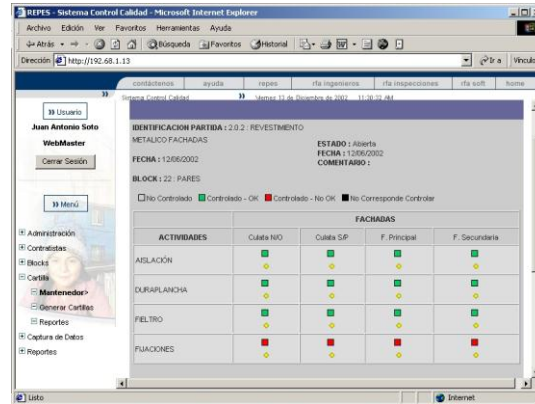 REPES - Sistema Control Calidad - Microsoft Internet Explorer
Archivo Edición Ver Favoritos Herramientas Ayuda
Atrás Búsqueda Favoritos Historial
Dirección http://192.68.1.13 Ir a Vínculos
contáctenos ayuda repes rfa ingenieros rfa inspecciones rfa soft home
Sistema Control Calidad Viernes 13 de Diciembre de 2002 11:30:32 AM
Usuario
Juan Antonio Soto
WebMaster
Cerrar Sesión
Menú
Administración
Contratistas
Blocks
Cartilla
Mantenedor>
Generar Cartillas
Reportes
Captura de Datos
Reportes
IDENTIFICACION PARTIDA : 2.0.2 : REVESTIMIENTO
METALICO FACHADAS
ESTADO : Abierta
FECHA : 12/06/2002
FECHA : 12/06/2002
COMENTARIO :
BLOCK : 22 : PARES
No Controlado Controlado - OK Controlado - No OK No Corresponde Controlar
FACHADAS
ACTIVIDADES Culata N/O Culata S/P F. Principal F. Secundaria
AISLACIÓN
DURAPLANCHA
FIELTRO
FIJACIONES
Listo Internet